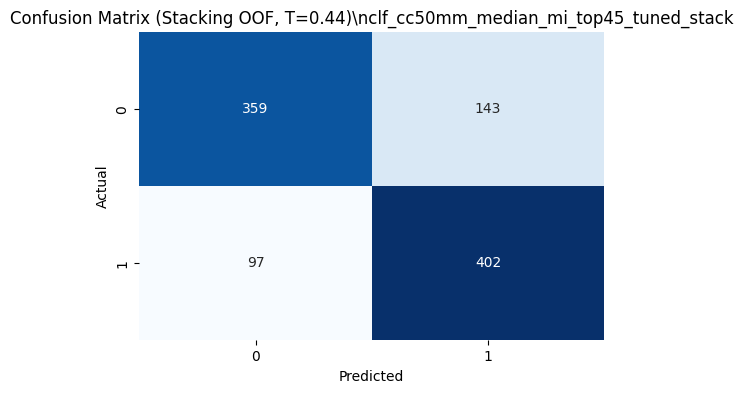 Confusion Matrix (Stacking OOF, T=0.44)\nclf_cc50mm_median_mi_top45_tuned_stack
Actual
0
359
143
1
97
402
0
1
Predicted